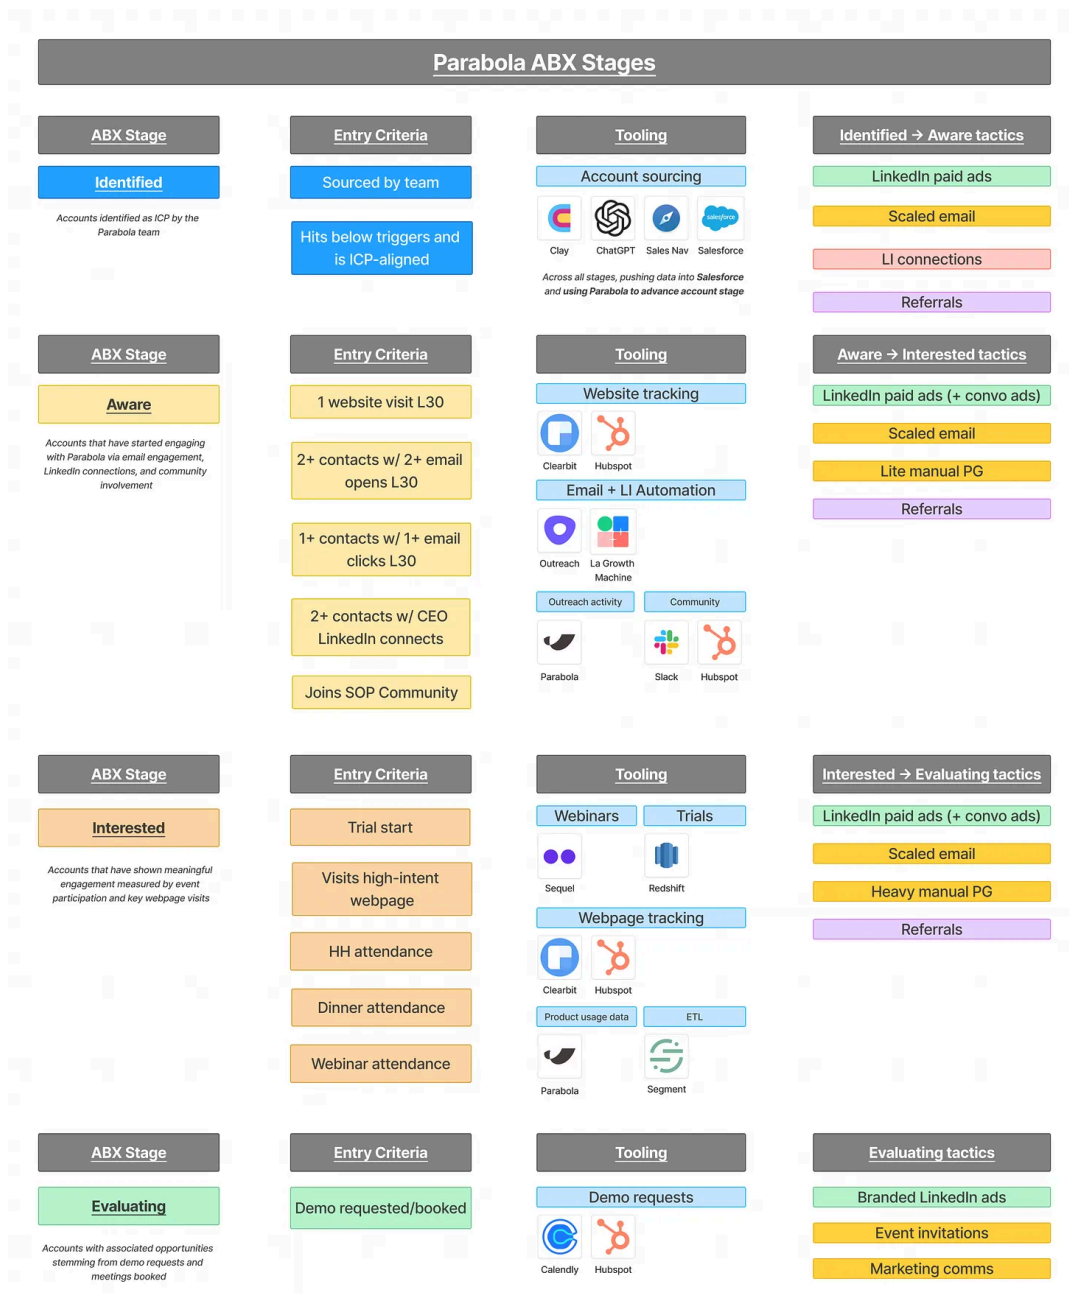 Parabola ABX Stages
ABX Stage
Identified
Accounts identified as ICP by the
Parabola team
Entry Criteria
Sourced by team
Hits below triggers and
is ICP-aligned
Tooling
Account sourcing
Clay
ChatGPT
Sales Nav
salesforce
Salesforce
Across all stages, pushing data into Salesforce
and using Parabola to advance account stage
Identified → Aware tactics
LinkedIn paid ads
Scaled email
LI connections
Referrals
ABX Stage
Aware
Accounts that have started engaging
with Parabola via email engagement,
LinkedIn connections, and community
involvement
Entry Criteria
1 website visit L30
2+ contacts w/ 2+ email
opens L30
1+ contacts w/ 1+ email
clicks L30
2+ contacts w/ CEO
LinkedIn connects
Joins SOP Community
Tooling
Website tracking
Clearbit
Hubspot
Email + LI Automation
Outreach
La Growth
Machine
Outreach activity
Community
Parabola
Slack
Hubspot
Aware → Interested tactics
LinkedIn paid ads (+ convo ads)
Scaled email
Lite manual PG
Referrals
ABX Stage
Interested
Accounts that have shown meaningful
engagement measured by event
participation and key webpage visits
Entry Criteria
Trial start
Visits high-intent
webpage
HH attendance
Dinner attendance
Webinar attendance
Tooling
Webinars
Trials
Sequel
Redshift
Webpage tracking
Clearbit
Hubspot
Product usage data
ETL
Parabola
Segment
Interested → Evaluating tactics
LinkedIn paid ads (+ convo ads)
Scaled email
Heavy manual PG
Referrals
ABX Stage
Evaluating
Accounts with associated opportunities
stemming from demo requests and
meetings booked
Entry Criteria
Demo requested/booked
Tooling
Demo requests
Calendly
Hubspot
Evaluating tactics
Branded LinkedIn ads
Event invitations
Marketing comms